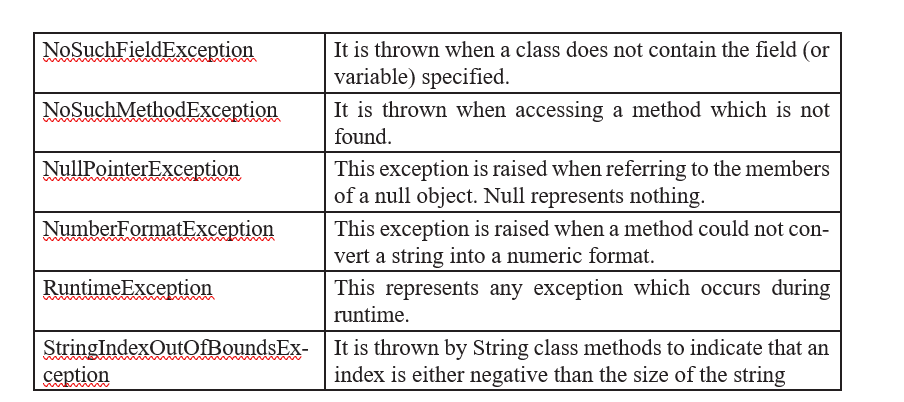 NoSuchFieldException
It is thrown when a class does not contain the field (or
variable) specified.
NoSuchMethodException
It is thrown when accessing a method which is not
found.
NullPointerException
This exception is raised when referring to the members
of a null object. Null represents nothing.
NumberFormatException
This exception is raised when a method could not con-
vert a string into a numeric format.
RuntimeException
This represents any exception which occurs during
runtime.
StringIndexOutOfBoundsEx-
ception
It is thrown by String class methods to indicate that an
index is either negative than the size of the string